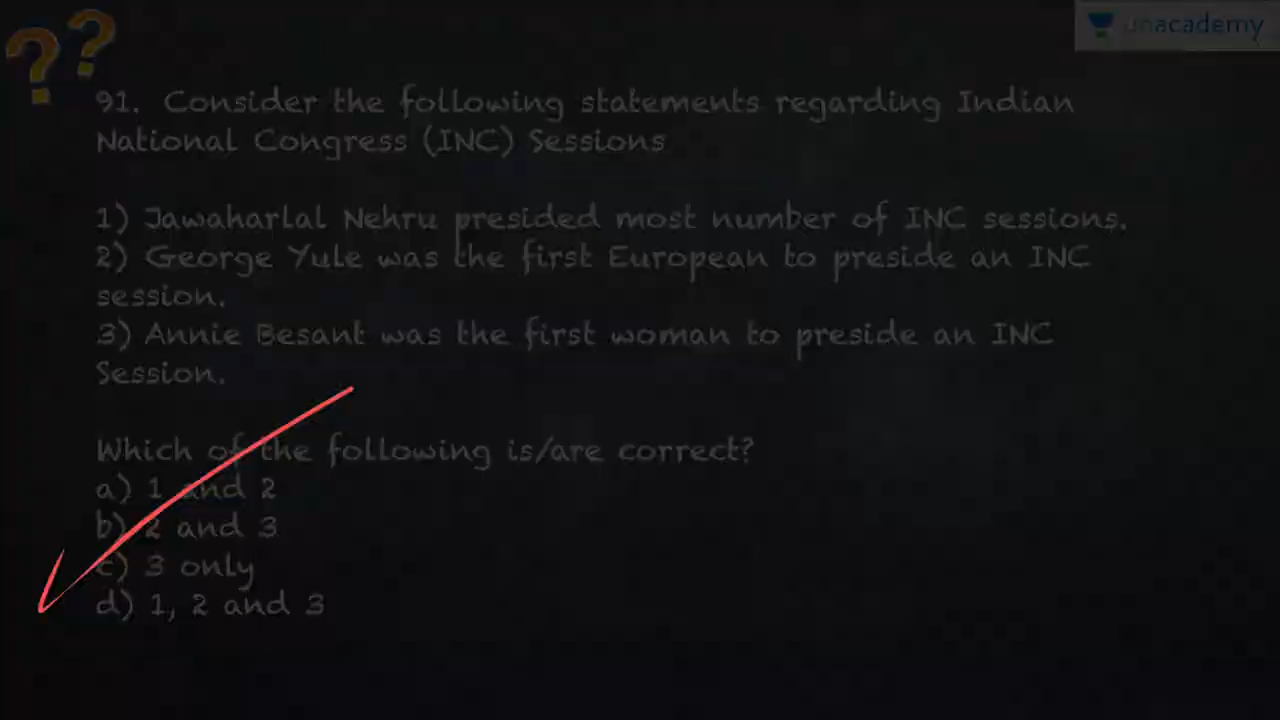 unacademy
91. Consider the following statements regarding Indian
National Congress (INC) Sessions
1) Jawaharlal Nehru presided most number of INC sessions.
2) George Yule was the first European to preside an INC
session.
3) Annie Besant was the first woman to preside an INC
Session.
Which of the following is/are correct?
a) 1 and 2
b) 2 and 3
c) 3 only
d) 1, 2 and 3